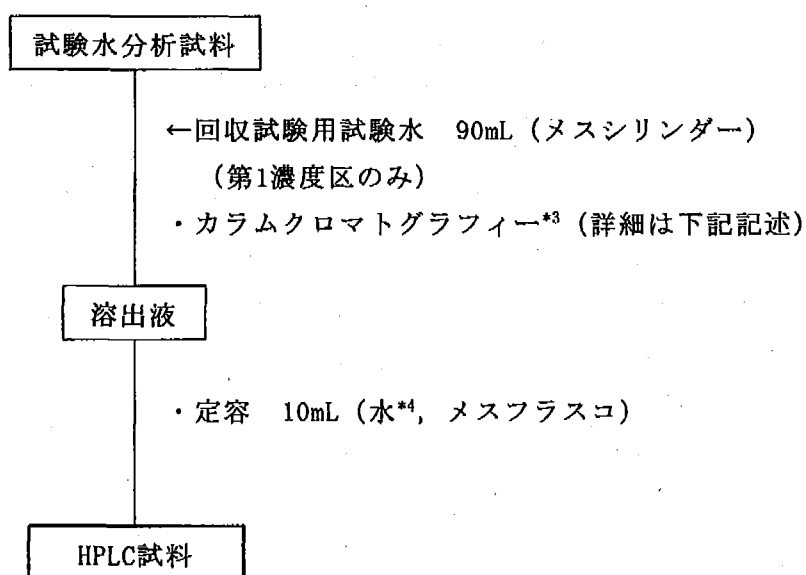 試験水分析試料
←回収試験用試験水 90mL（メスシリンダー）
（第1濃度区のみ）
・カラムクロマトグラフィー*3（詳細は下記記述）
溶出液
・定容 10mL（水*4, メスフラスコ）
HPLC試料